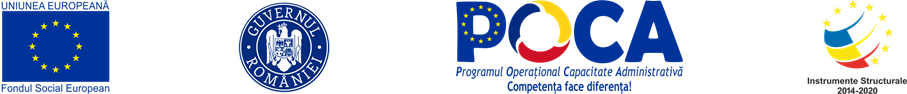 UNIUNEA EUROPEANĂ
Fondul Social European
GUVERNUL ROMÂNIEI
POCA
Programul Operațional Capacitate Administrativă
Competența face diferența!
Instrumente Structurale
2014-2020